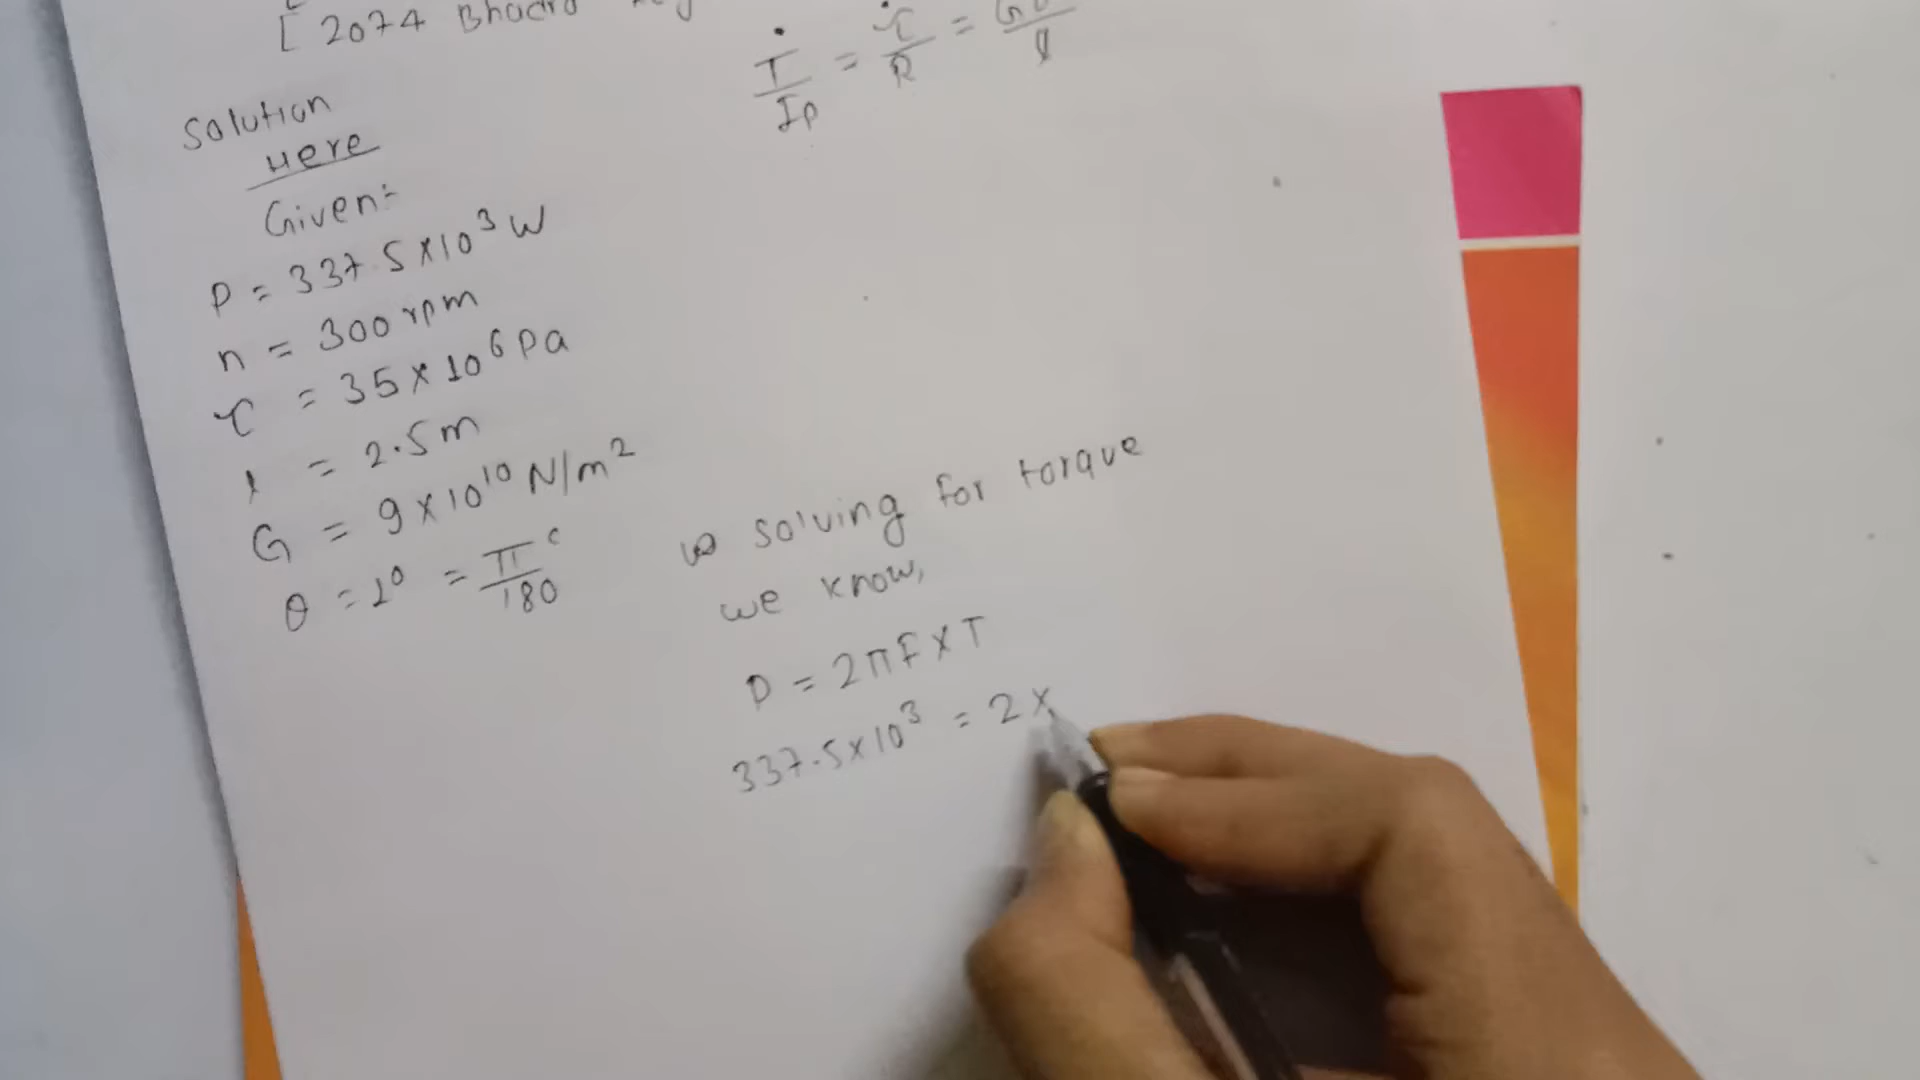 [ 2074 Bhadra
T/Ip = τ/R = Gθ/l
Solution
Here
Given:-
P = 337.5×10³ W
n = 300 rpm
τ = 35×10⁶ Pa
l = 2.5m
G = 9×10¹⁰ N/m²
θ = 1° = π/180 ᶜ
solving for torque
we know,
P = 2πF×T
337.5×10³ = 2×